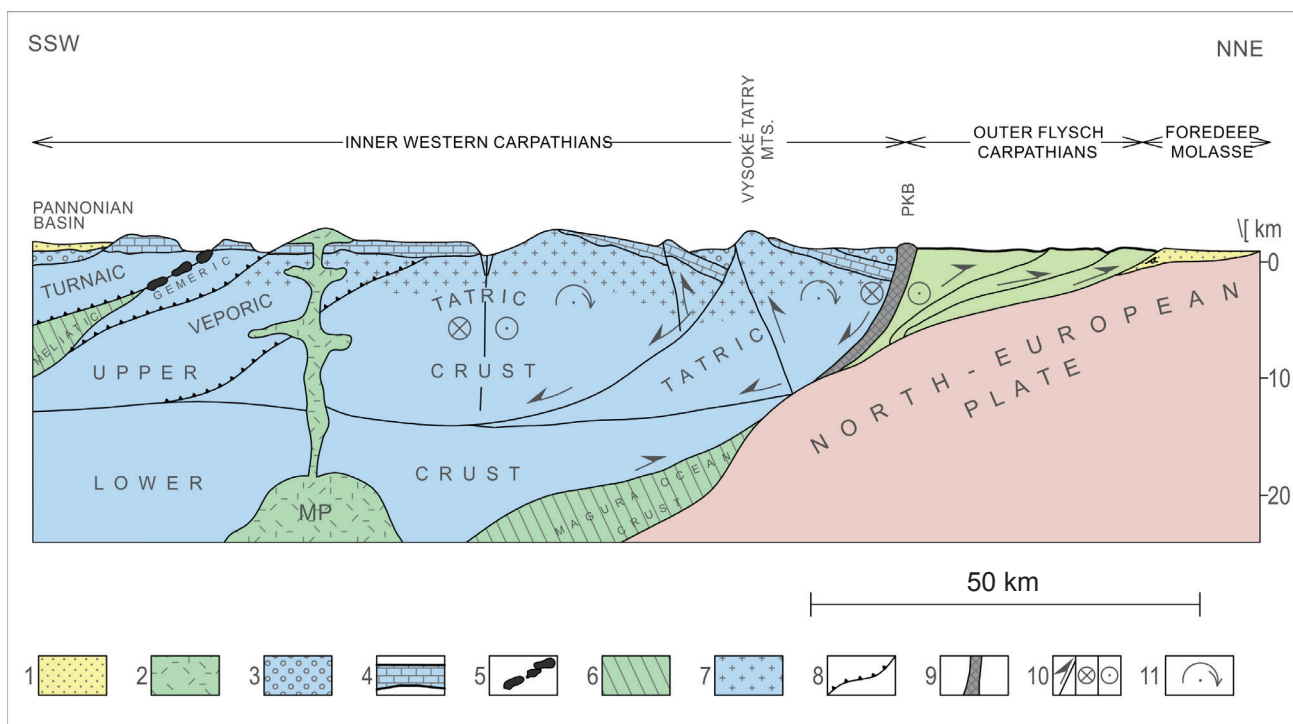 SSW
NNE
INNER WESTERN CARPATHIANS
VYSOKÉ TATRY
MTS.
OUTER FLYSCH
CARPATHIANS
FOREDEEP
MOLASSE
PANNONIAN
BASIN
PKB
\[ km
0
10
20
TURNAIC
GEMERIC
MELIATIC
VEPORIC
TATRIC
TATRIC
UPPER CRUST
LOWER CRUST
MP
MAGURA OCEAN
CRUST
NORTH-EUROPEAN
PLATE
50 km
1 2 3 4 5 6 7 8 9 10 11